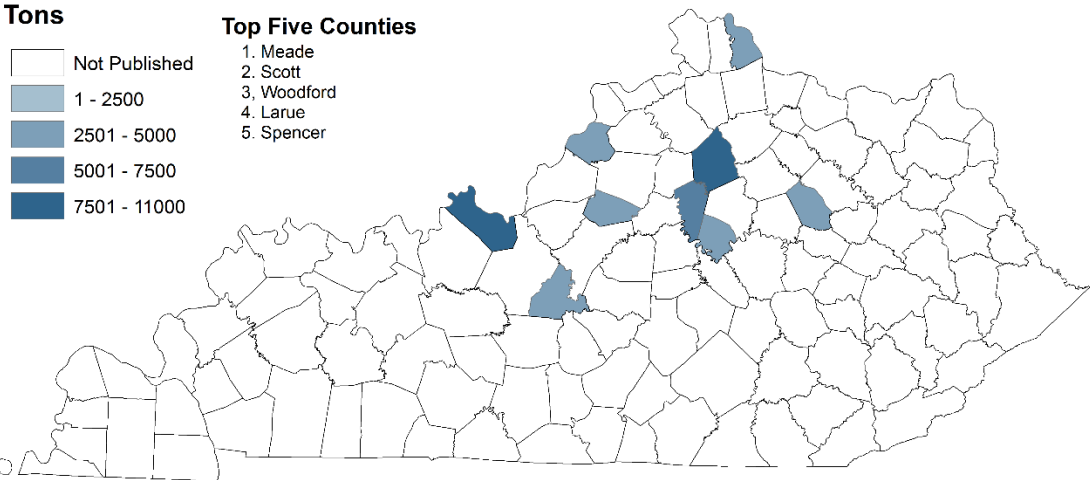 Tons
Not Published
1 - 2500
2501 - 5000
5001 - 7500
7501 - 11000
Top Five Counties
1. Meade
2. Scott
3, Woodford
4. Larue
5. Spencer